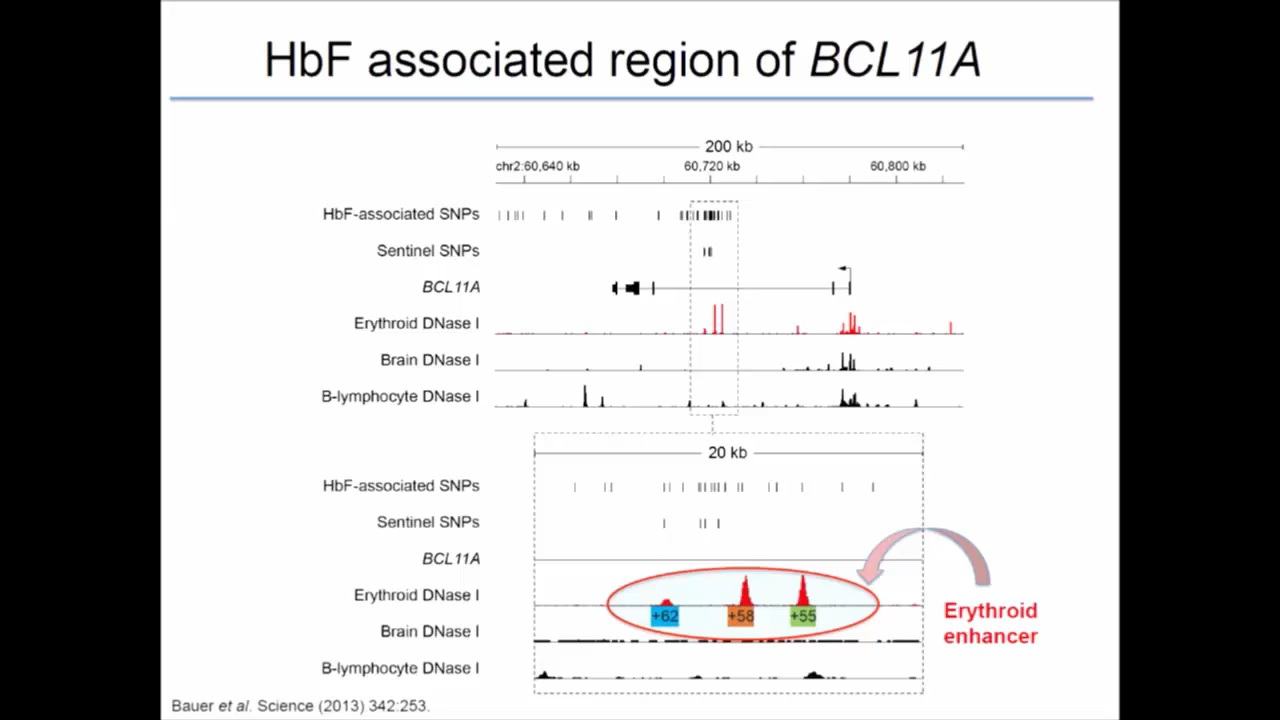 HbF associated region of BCL11A
200 kb
chr2:60,640 kb 60,720 kb 60,800 kb
HbF-associated SNPs
Sentinel SNPs
BCL11A
Erythroid DNase I
Brain DNase I
B-lymphocyte DNase I
20 kb
HbF-associated SNPs
Sentinel SNPs
BCL11A
Erythroid DNase I
+62 +58 +55
Erythroid
enhancer
Brain DNase I
B-lymphocyte DNase I
Bauer et al. Science (2013) 342:253.